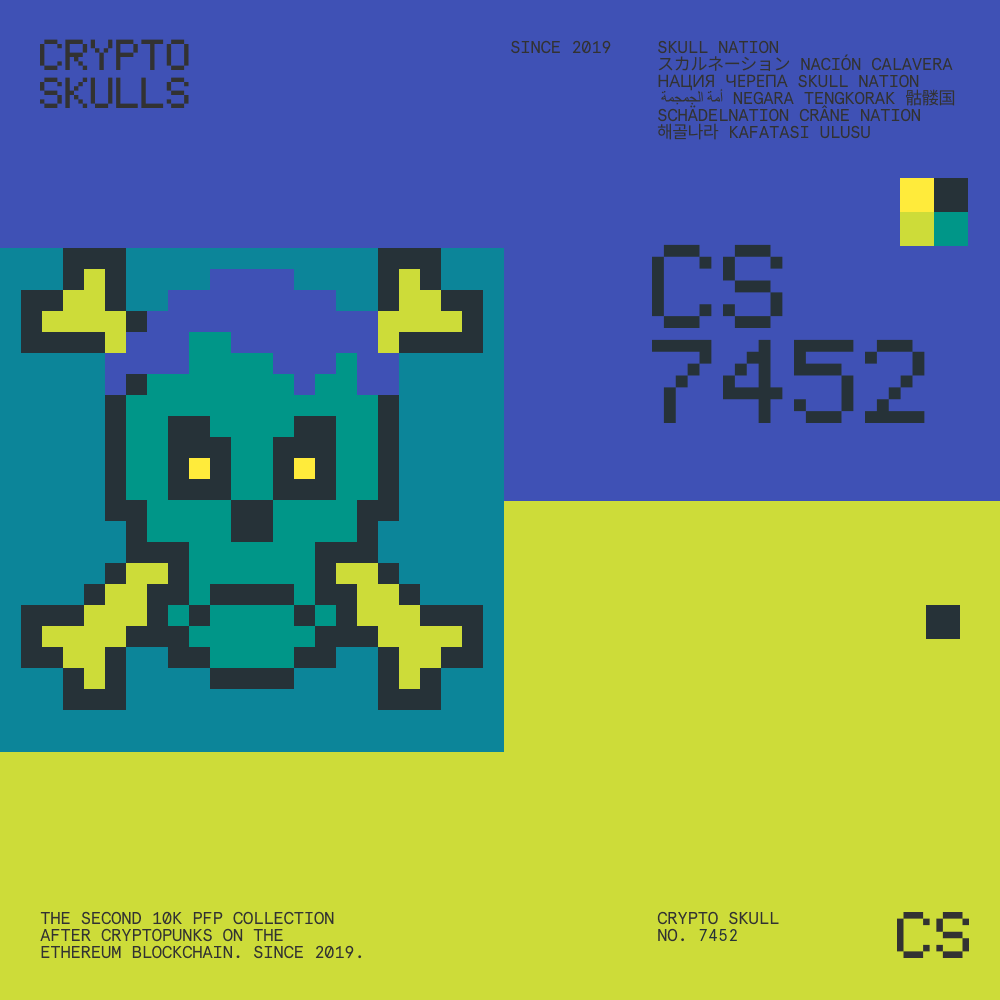 CRYPTO
SKULLS
SINCE 2019
SKULL NATION
スカルネーション NACIÓN CALAVERA
НАЦИЯ ЧЕРЕПА SKULL NATION
أمة الجمجمة NEGARA TENGKORAK 骷髅国
SCHÄDELNATION CRÂNE NATION
해골나라 KAFATASI ULUSU
CS
7452
THE SECOND 10K PFP COLLECTION
AFTER CRYPTOPUNKS ON THE
ETHEREUM BLOCKCHAIN. SINCE 2019.
CRYPTO SKULL
NO. 7452
CS